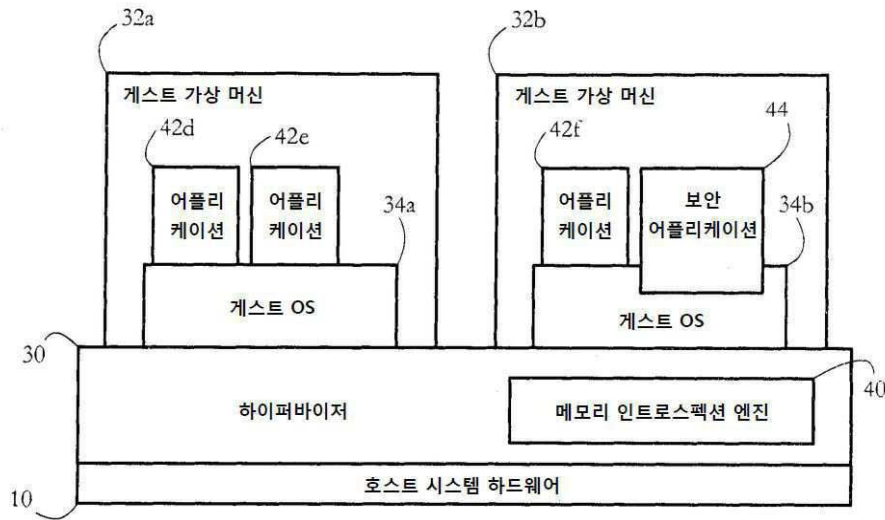 32a
32b
게스트 가상 머신
게스트 가상 머신
42d
42e
42f
44
어플리
케이션
어플리
케이션
34a
어플리
케이션
보안
어플리케이션
34b
게스트 OS
게스트 OS
30
하이퍼바이저
메모리 인트로스펙션 엔진
40
호스트 시스템 하드웨어
10